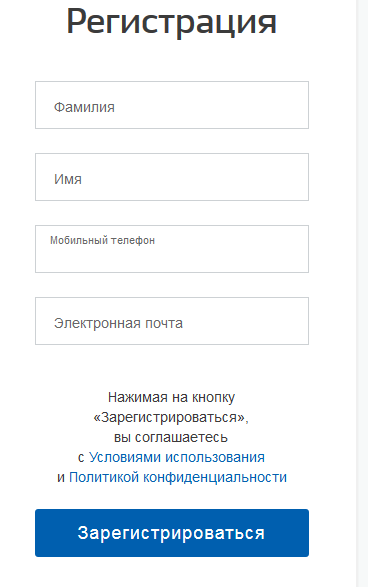 Регистрация
Фамилия
Имя
Мобильный телефон
Электронная почта
Нажимая на кнопку
«Зарегистрироваться»,
вы соглашаетесь
с Условиями использования
и Политикой конфиденциальности
Зарегистрироваться